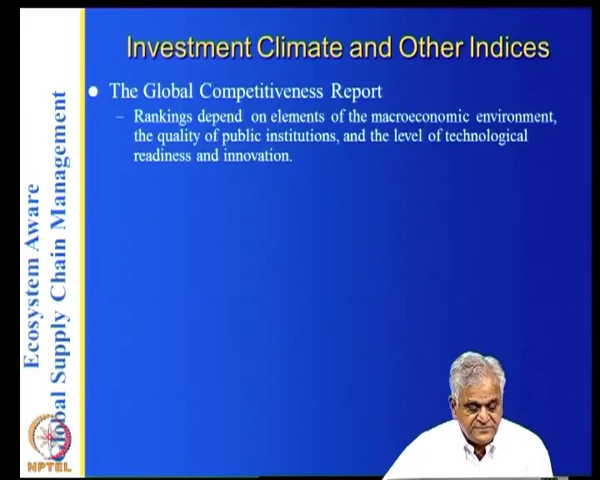 Investment Climate and Other Indices
The Global Competitiveness Report
– Rankings depend on elements of the macroeconomic environment,
the quality of public institutions, and the level of technological
readiness and innovation.
Ecosystem Aware
Global Supply Chain Management
NPTEL